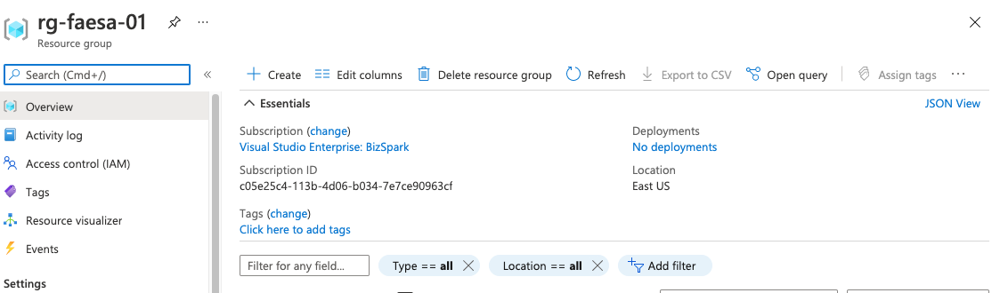 rg-faesa-01
Resource group
Search (Cmd+/)
Overview
Activity log
Access control (IAM)
Tags
Resource visualizer
Events
Settings
Create Edit columns Delete resource group Refresh Export to CSV Open query Assign tags
Essentials JSON View
Subscription (change)
Visual Studio Enterprise: BizSpark
Subscription ID
c05e25c4-113b-4d06-b034-7e7ce90963cf
Tags (change)
Click here to add tags
Deployments
No deployments
Location
East US
Filter for any field... Type == all Location == all Add filter